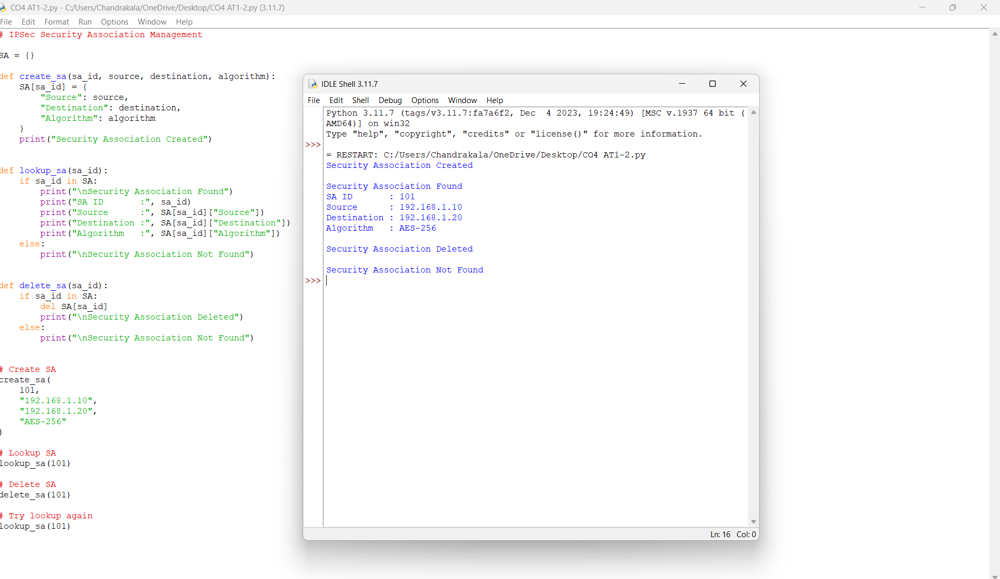 CO4 AT1-2.py - C:/Users/Chandrakala/OneDrive/Desktop/CO4 AT1-2.py (3.11.7)
File Edit Format Run Options Window Help
# IPSec Security Association Management
SA = {}
def create_sa(sa_id, source, destination, algorithm):
    SA[sa_id] = {
        "Source": source,
        "Destination": destination,
        "Algorithm": algorithm
    }
    print("Security Association Created")
def lookup_sa(sa_id):
    if sa_id in SA:
        print("\nSecurity Association Found")
        print("SA ID       :", sa_id)
        print("Source      :", SA[sa_id]["Source"])
        print("Destination :", SA[sa_id]["Destination"])
        print("Algorithm   :", SA[sa_id]["Algorithm"])
    else:
        print("\nSecurity Association Not Found")
def delete_sa(sa_id):
    if sa_id in SA:
        del SA[sa_id]
        print("\nSecurity Association Deleted")
    else:
        print("\nSecurity Association Not Found")
# Create SA
create_sa(
    101,
    "192.168.1.10",
    "192.168.1.20",
    "AES-256"
)
# Lookup SA
lookup_sa(101)
# Delete SA
delete_sa(101)
# Try lookup again
lookup_sa(101)
IDLE Shell 3.11.7
File Edit Shell Debug Options Window Help
Python 3.11.7 (tags/v3.11.7:fa7a6f2, Dec  4 2023, 19:24:49) [MSC v.1937 64 bit (
AMD64)] on win32
Type "help", "copyright", "credits" or "license()" for more information.
>>>
= RESTART: C:/Users/Chandrakala/OneDrive/Desktop/CO4 AT1-2.py
Security Association Created
Security Association Found
SA ID       : 101
Source      : 192.168.1.10
Destination : 192.168.1.20
Algorithm   : AES-256
Security Association Deleted
Security Association Not Found
>>>
Ln: 16 Col: 0